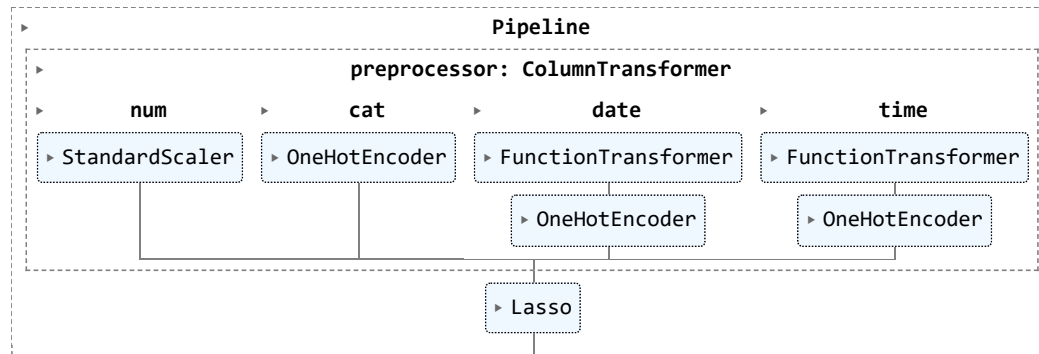 Pipeline
preprocessor: ColumnTransformer
num cat date time
StandardScaler OneHotEncoder FunctionTransformer FunctionTransformer
OneHotEncoder OneHotEncoder
Lasso